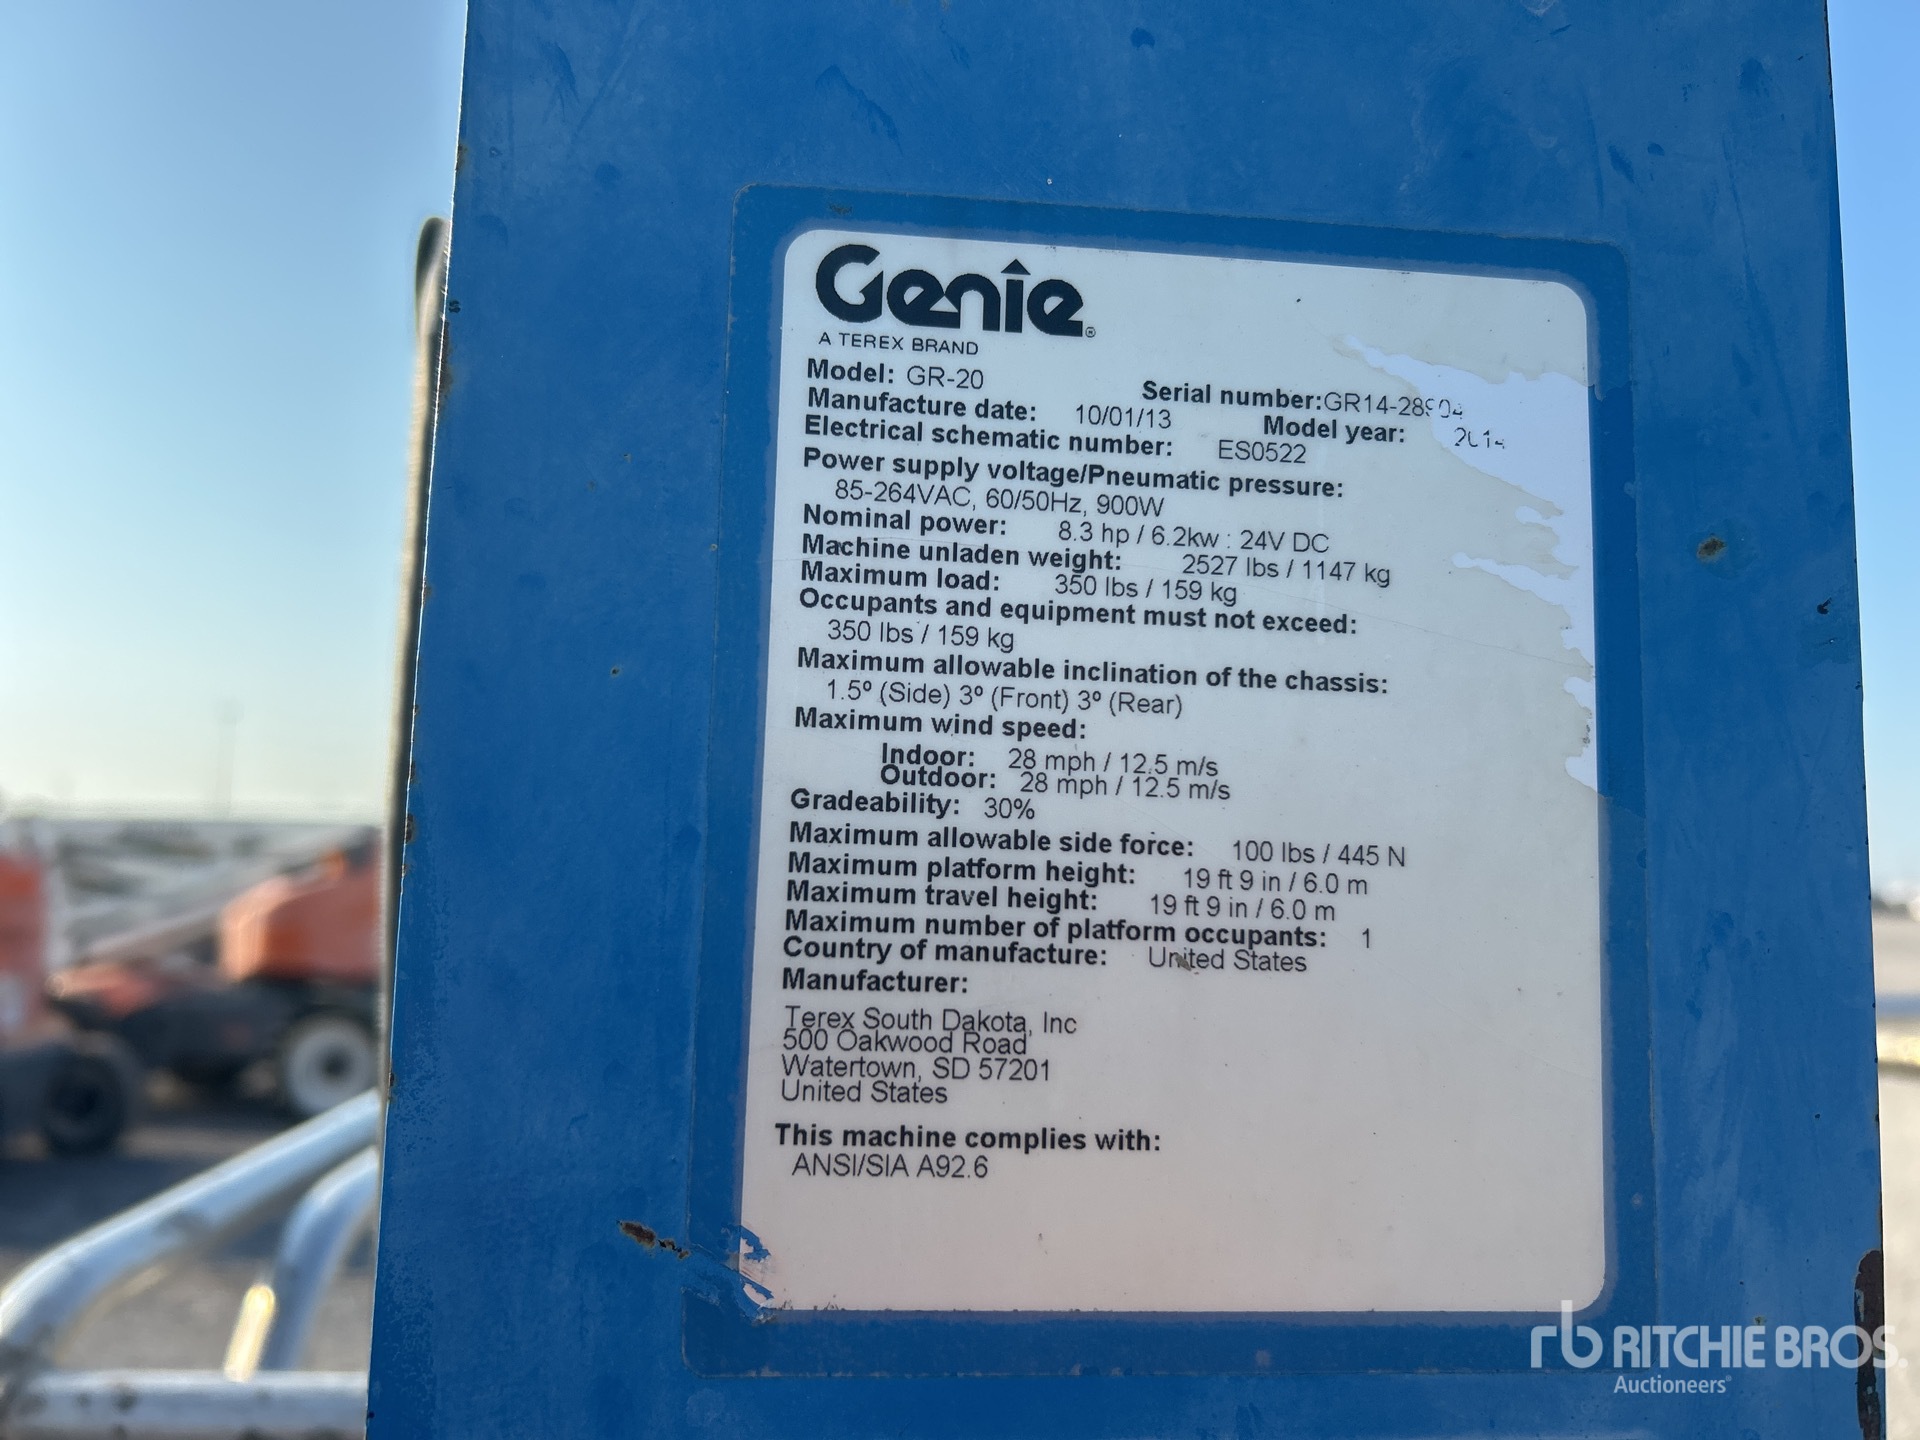 Genie®
A TEREX BRAND
Model: GR-20
Serial number:GR14-28904
Manufacture date: 10/01/13
Model year: 2014
Electrical schematic number: ES0522
Power supply voltage/Pneumatic pressure:
85-264VAC, 60/50Hz, 900W
Nominal power: 8.3 hp / 6.2kw : 24V DC
Machine unladen weight: 2527 lbs / 1147 kg
Maximum load: 350 lbs / 159 kg
Occupants and equipment must not exceed:
350 lbs / 159 kg
Maximum allowable inclination of the chassis:
1.5º (Side) 3º (Front) 3º (Rear)
Maximum wind speed:
Indoor: 28 mph / 12.5 m/s
Outdoor: 28 mph / 12.5 m/s
Gradeability: 30%
Maximum allowable side force: 100 lbs / 445 N
Maximum platform height: 19 ft 9 in / 6.0 m
Maximum travel height: 19 ft 9 in / 6.0 m
Maximum number of platform occupants: 1
Country of manufacture: United States
Manufacturer:
Terex South Dakota, Inc
500 Oakwood Road
Watertown, SD 57201
United States
This machine complies with:
ANSI/SIA A92.6
rb RITCHIE BROS.
Auctioneers®